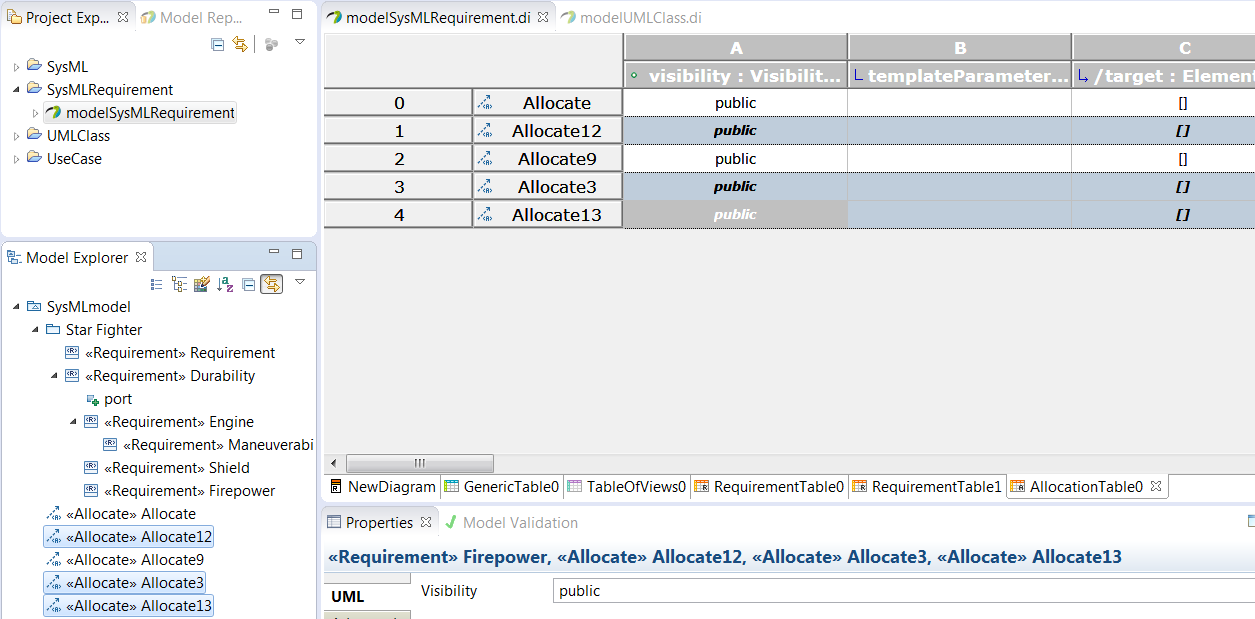 Project Exp...
Model Rep...
SysML
SysMLRequirement
modelSysMLRequirement
UMLClass
UseCase
Model Explorer
SysMLmodel
Star Fighter
«Requirement» Requirement
«Requirement» Durability
port
«Requirement» Engine
«Requirement» Maneuverabi
«Requirement» Shield
«Requirement» Firepower
«Allocate» Allocate
«Allocate» Allocate12
«Allocate» Allocate9
«Allocate» Allocate3
«Allocate» Allocate13
modelSysMLRequirement.di
modelUMLClass.di
A B C
visibility : Visibilit... templateParameter... /target : Element
0 Allocate public []
1 Allocate12 public []
2 Allocate9 public []
3 Allocate3 public []
4 Allocate13 public []
NewDiagram GenericTable0 TableOfViews0 RequirementTable0 RequirementTable1 AllocationTable0
Properties Model Validation
«Requirement» Firepower, «Allocate» Allocate12, «Allocate» Allocate3, «Allocate» Allocate13
UML
Visibility public